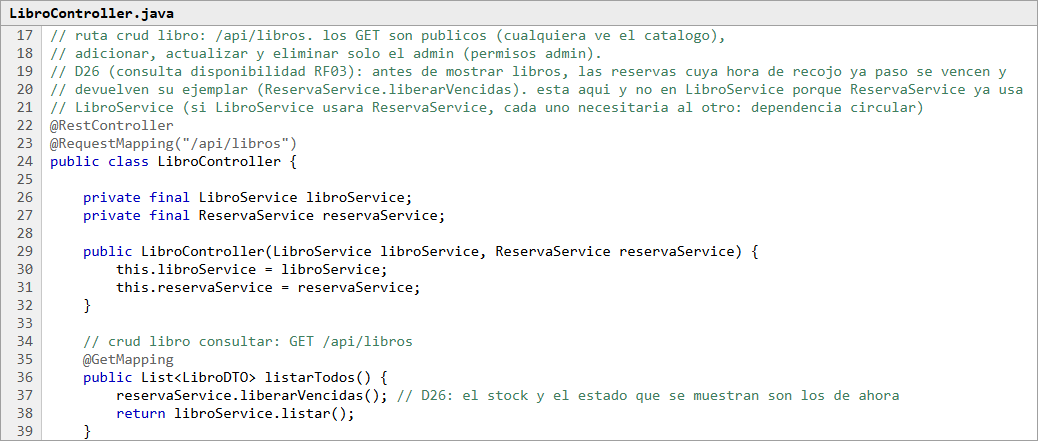 LibroController.java
17 // ruta crud libro: /api/libros. los GET son publicos (cualquiera ve el catalogo),
18 // adicionar, actualizar y eliminar solo el admin (permisos admin).
19 // D26 (consulta disponibilidad RF03): antes de mostrar libros, las reservas cuya hora de recojo ya paso se vencen y
20 // devuelven su ejemplar (ReservaService.liberarVencidas). esta aqui y no en LibroService porque ReservaService ya usa
21 // LibroService (si LibroService usara ReservaService, cada uno necesitaria al otro: dependencia circular)
22 @RestController
23 @RequestMapping("/api/libros")
24 public class LibroController {
25
26     private final LibroService libroService;
27     private final ReservaService reservaService;
28
29     public LibroController(LibroService libroService, ReservaService reservaService) {
30         this.libroService = libroService;
31         this.reservaService = reservaService;
32     }
33
34     // crud libro consultar: GET /api/libros
35     @GetMapping
36     public List<LibroDTO> listarTodos() {
37         reservaService.liberarVencidas(); // D26: el stock y el estado que se muestran son los de ahora
38         return libroService.listar();
39     }